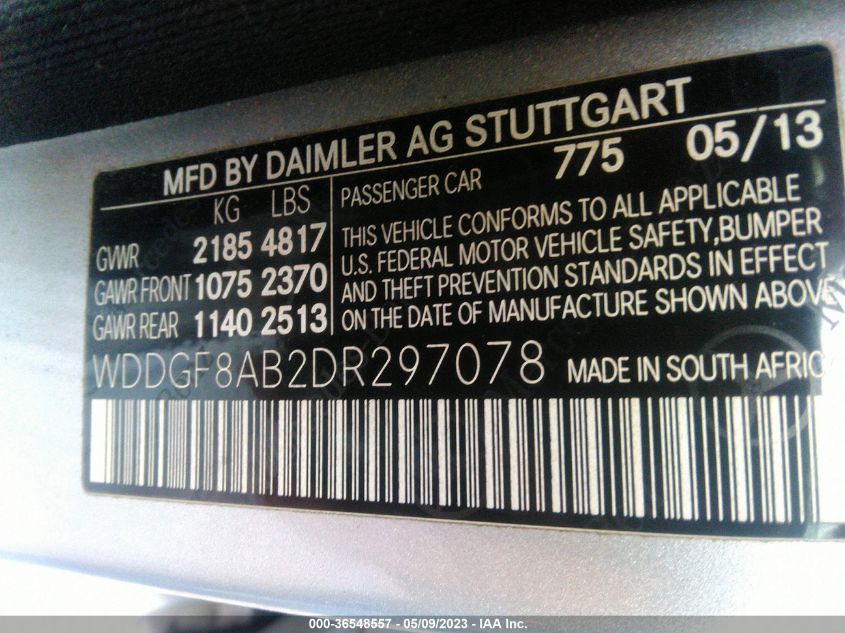 MFD BY DAIMLER AG STUTTGART
775 05/13
KG LBS
GVWR 2185 4817
GAWR FRONT 1075 2370
GAWR REAR 1140 2513
PASSENGER CAR
THIS VEHICLE CONFORMS TO ALL APPLICABLE
U.S. FEDERAL MOTOR VEHICLE SAFETY,BUMPER
AND THEFT PREVENTION STANDARDS IN EFFECT
ON THE DATE OF MANUFACTURE SHOWN ABOVE
WDDGF8AB2DR297078 MADE IN SOUTH AFRIC
000-36548557 - 05/09/2023 - IAA Inc.